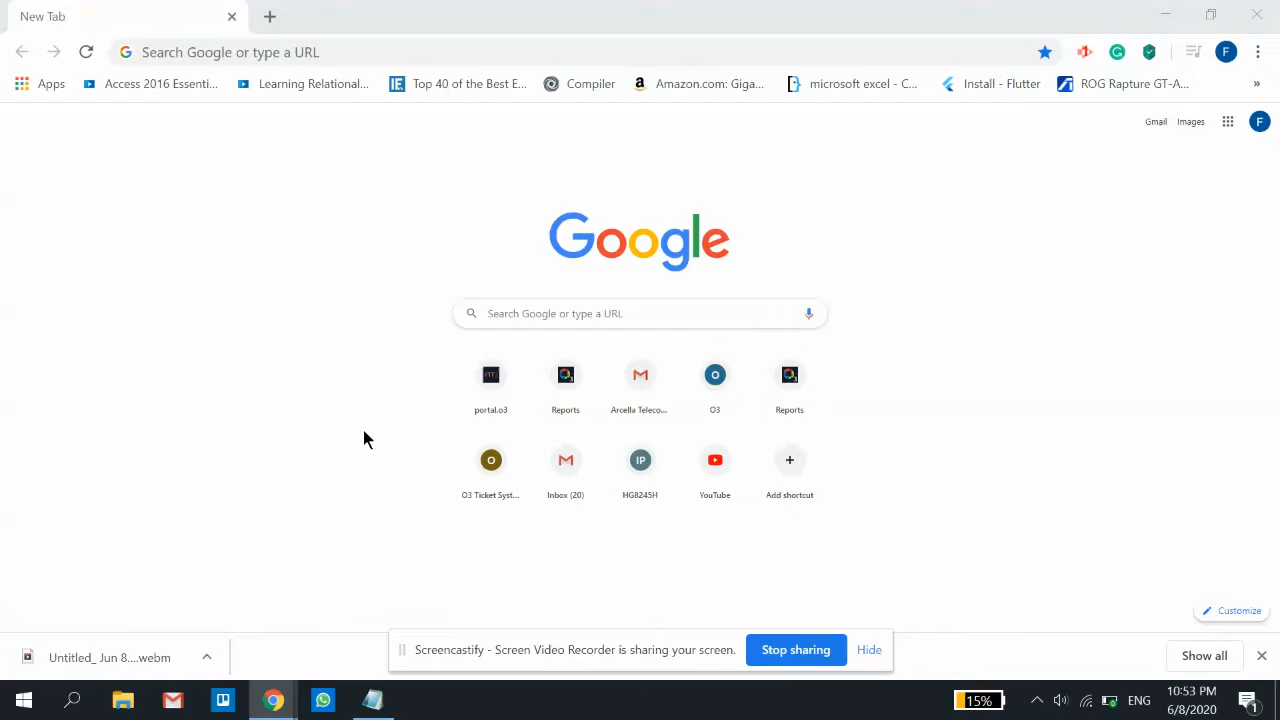 New Tab
Search Google or type a URL
Apps
Access 2016 Essenti...
Learning Relational...
Top 40 of the Best E...
Compiler
Amazon.com: Giga...
microsoft excel - C...
Install - Flutter
ROG Rapture GT-A...
»
F
Gmail
Images
F
Google
Search Google or type a URL
portal.o3
Reports
Arcella Teleco...
O
O3
Reports
O
O3 Ticket Syst...
Inbox (20)
IP
HG8245H
YouTube
Add shortcut
Customize
Untitled_ Jun 8....webm
Screencastify - Screen Video Recorder is sharing your screen.
Stop sharing
Hide
Show all
15%
ENG
10:53 PM
6/8/2020
1